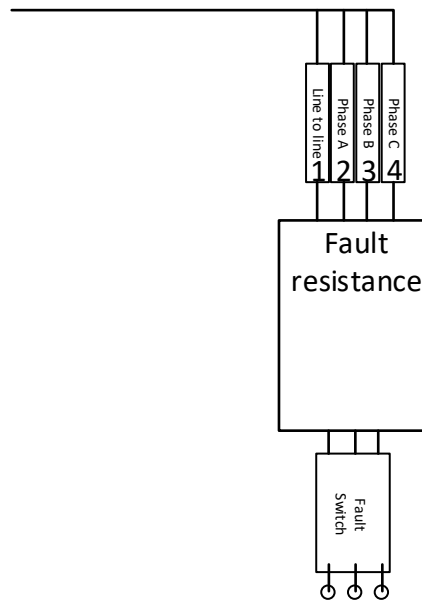 Line to line
1
Phase A
2
Phase B
3
Phase C
4
Fault
resistance
Fault
Switch